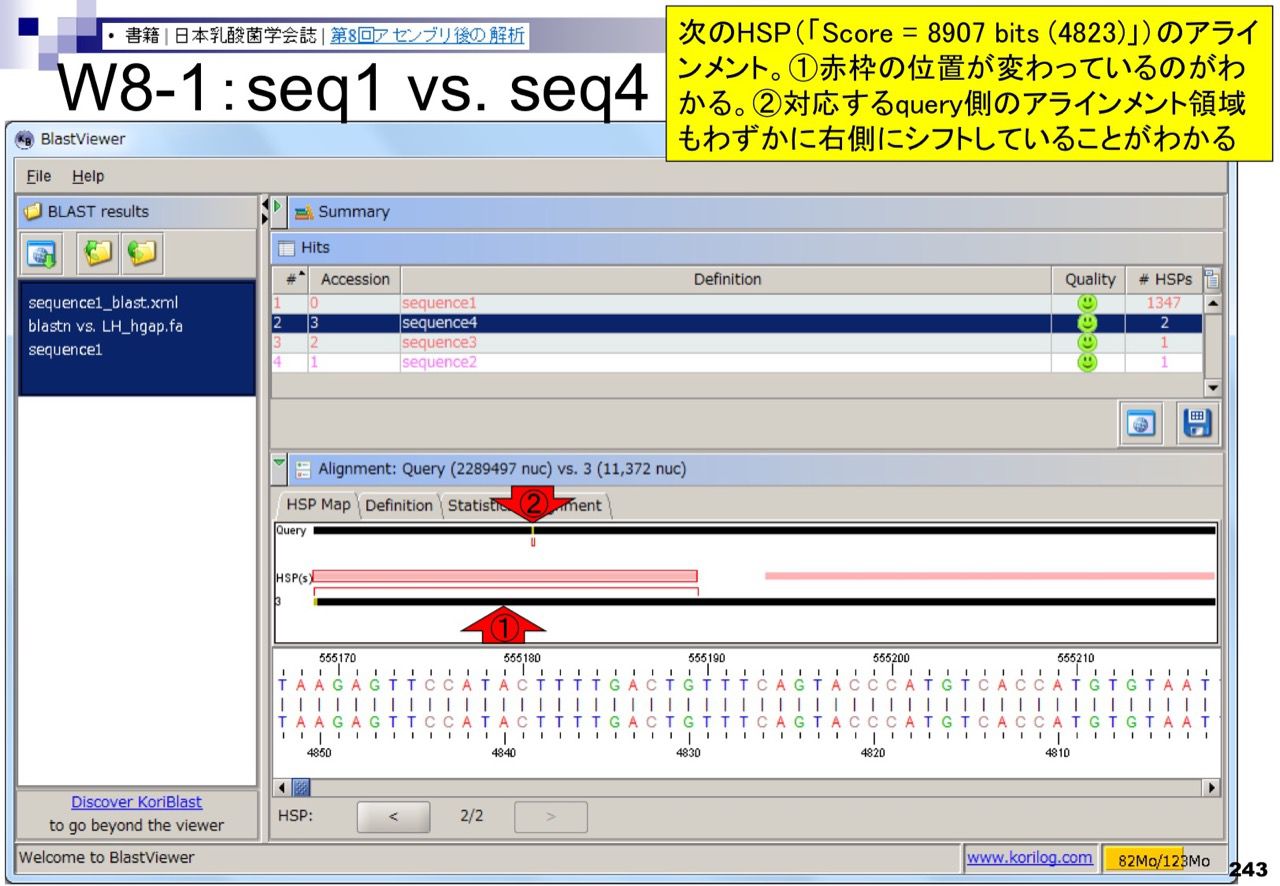 • 書籍 | 日本乳酸菌学会誌 | 第8回アセンブリ後の解析
W8-1:seq1 vs. seq4
次のHSP(「Score = 8907 bits (4823)」)のアライ
ンメント。①赤枠の位置が変わっているのがわ
かる。②対応するquery側のアラインメント領域
もわずかに右側にシフトしていることがわかる
BlastViewer
File Help
BLAST results
Summary
Hits
# Accession Definition Quality # HSPs
1 0 sequence1 1347
2 3 sequence4 2
3 2 sequence3 1
4 1 sequence2 1
sequence1_blast.xml
blastn vs. LH_hgap.fa
sequence1
Alignment: Query (2289497 nuc) vs. 3 (11,372 nuc)
HSP Map Definition Statistic ② ment
Query
HSP(s)
3
①
555170 555180 555190 555200 555210
T A A G A G T T C C A T A C T T T T G A C T G T T T C A G T A C C C A T G T C A C C A T G T G T A A T
T A A G A G T T C C A T A C T T T T G A C T G T T T C A G T A C C C A T G T C A C C A T G T G T A A T
4850 4840 4830 4820 4810
HSP: < 2/2 >
Discover KoriBlast
to go beyond the viewer
Welcome to BlastViewer
www.korilog.com
82Mo/123Mo
243